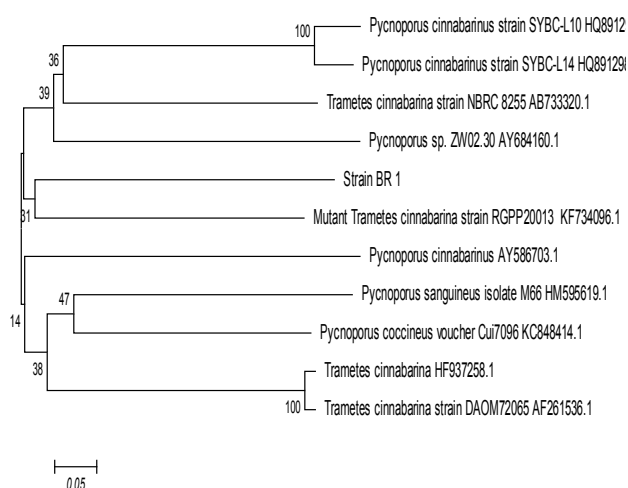 100
Pycnoporus cinnabarinus strain SYBC-L10 HQ89129
36
Pycnoporus cinnabarinus strain SYBC-L14 HQ891298
39
Trametes cinnabarina strain NBRC 8255 AB733320.1
Pycnoporus sp. ZW02.30 AY684160.1
Strain BR 1
31
Mutant Trametes cinnabarina strain RGPP20013 KF734096.1
Pycnoporus cinnabarinus AY586703.1
47
Pycnoporus sanguineus isolate M66 HM595619.1
14
Pycnoporus coccineus voucher Cui7096 KC848414.1
38
Trametes cinnabarina HF937258.1
100
Trametes cinnabarina strain DAOM72065 AF261536.1
0.05